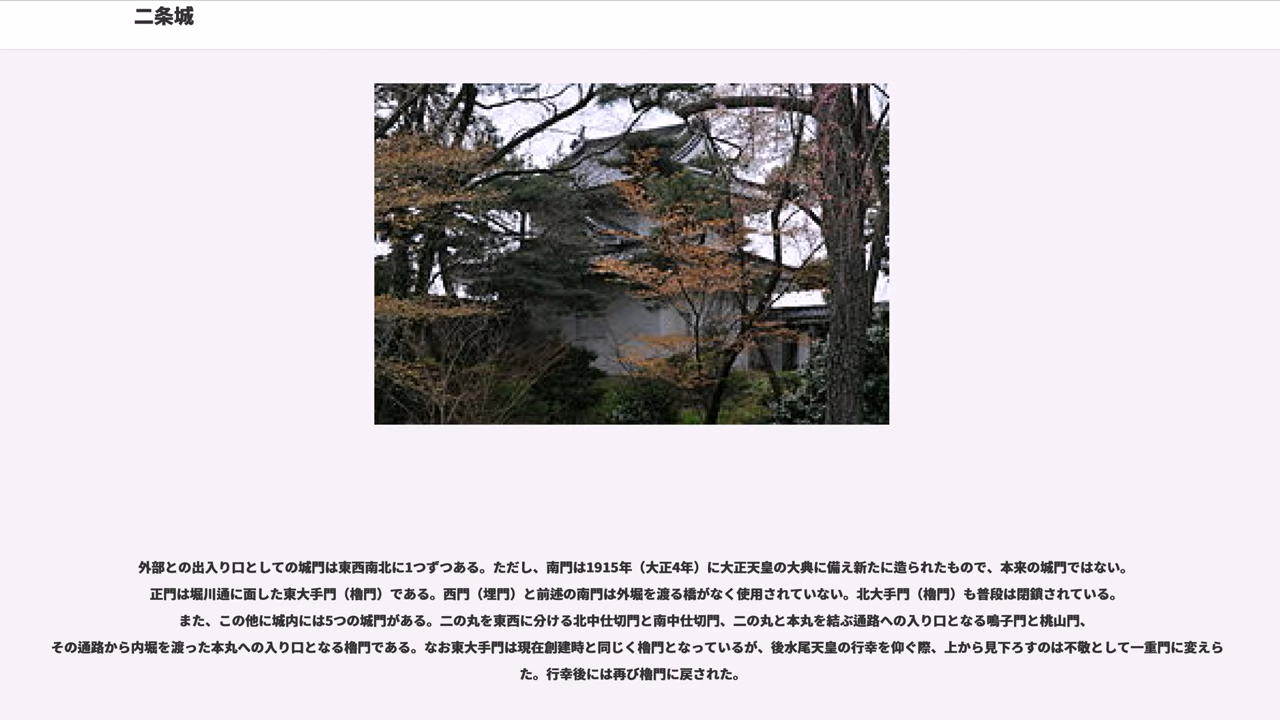 二条城
外部との出入り口としての城門は東西南北に1つずつある。ただし、南門は1915年（大正4年）に大正天皇の大典に備え新たに造られたもので、本来の城門ではない。
正門は堀川通に面した東大手門（櫓門）である。西門（埋門）と前述の南門は外堀を渡る橋がなく使用されていない。北大手門（櫓門）も普段は閉鎖されている。
また、この他に城内には5つの城門がある。二の丸を東西に分ける北中仕切門と南中仕切門、二の丸と本丸を結ぶ通路への入り口となる鳴子門と桃山門、
その通路から内堀を渡った本丸への入り口となる櫓門である。なお東大手門は現在創建時と同じく櫓門となっているが、後水尾天皇の行幸を仰ぐ際、上から見下ろすのは不敬として一重門に変えら
た。行幸後には再び櫓門に戻された。